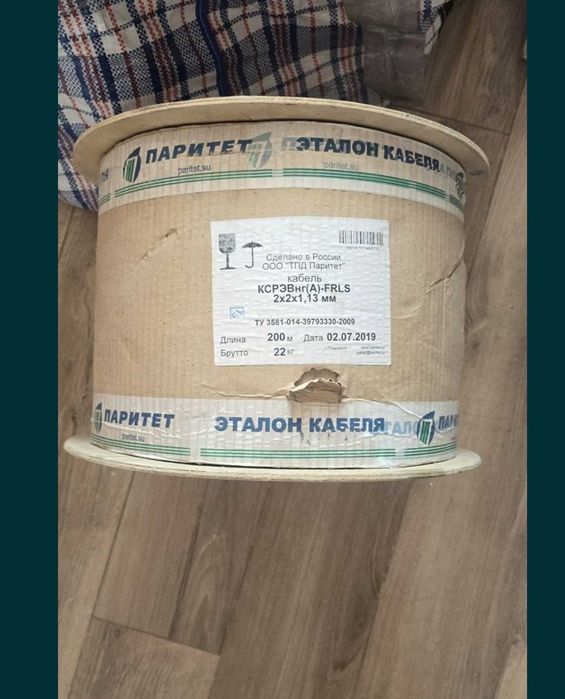 ПАРИТЕТ
paritet.su
ЭТАЛОН КАБЕЛЯ
Сделано в России
ООО "ТПД Паритет"
кабель
КСРЭВнг(А)-FRLS
2х2х1,13 мм
ТУ 3581-014-39793330-2009
Длина 200 м Дата 02.07.2019
Брутто 22 кг
ПАРИТЕТ
paritet.su
ЭТАЛОН КАБЕЛЯ
ЭТАЛОН